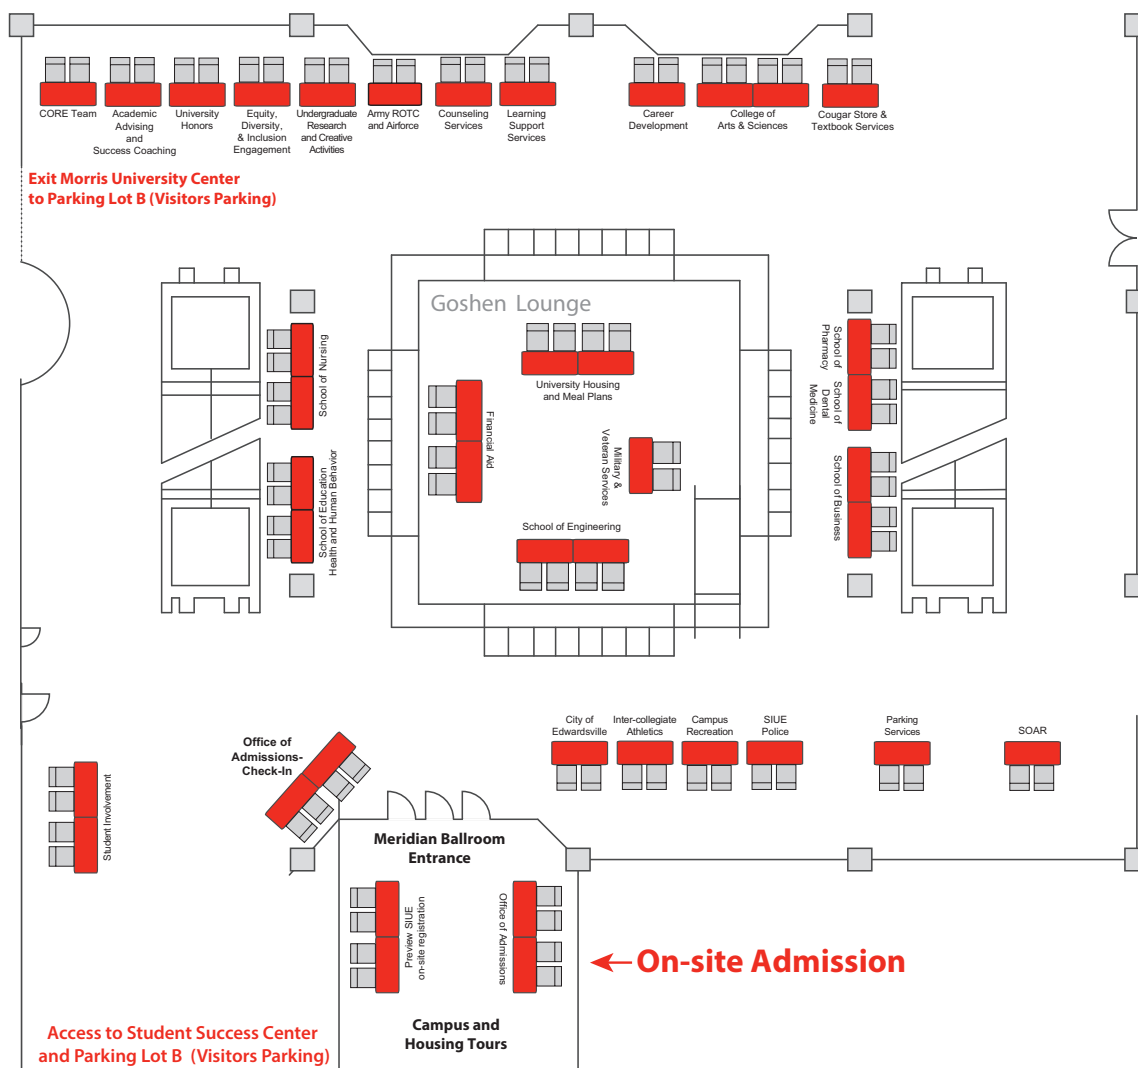 CORE Team
Academic
Advising
and
Success Coaching
University
Honors
Equity,
Diversity,
& Inclusion
Engagement
Undergraduate
Research
and Creative
Activities
Army ROTC
and Airforce
Counseling
Services
Learning
Support
Services
Career
Development
College of
Arts & Sciences
Cougar Store &
Textbook Services
Exit Morris University Center
to Parking Lot B (Visitors Parking)
Goshen Lounge
School of Nursing
School of Education
Health and Human Behavior
University Housing
and Meal Plans
Financial Aid
Military &
Veteran Services
School of Engineering
School of
Pharmacy
School of
Dental
Medicine
School of Business
City of
Edwardsville
Inter-collegiate
Athletics
Campus
Recreation
SIUE
Police
Parking
Services
SOAR
Office of
Admissions-
Check-In
Student Involvement
Meridian Ballroom
Entrance
Preview SIUE
on-site registration
Office of Admissions
On-site Admission
Campus and
Housing Tours
Access to Student Success Center
and Parking Lot B (Visitors Parking)